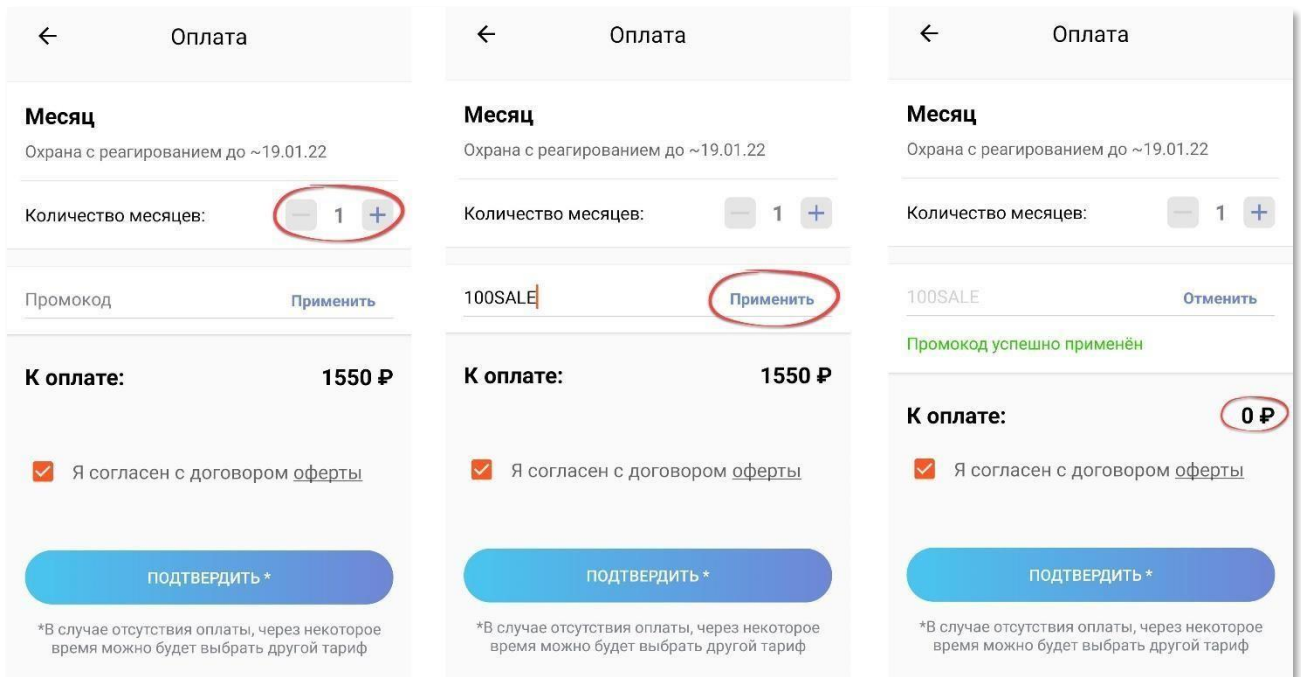 Оплата
Месяц
Охрана с реагированием до ~19.01.22
Количество месяцев: 1 +
Промокод Применить
К оплате: 1550 ₽
Я согласен с договором оферты
ПОДТВЕРДИТЬ *
*В случае отсутствия оплаты, через некоторое
время можно будет выбрать другой тариф
Оплата
Месяц
Охрана с реагированием до ~19.01.22
Количество месяцев: 1 +
100SALE Применить
К оплате: 1550 ₽
Я согласен с договором оферты
ПОДТВЕРДИТЬ *
*В случае отсутствия оплаты, через некоторое
время можно будет выбрать другой тариф
Оплата
Месяц
Охрана с реагированием до ~19.01.22
Количество месяцев: 1 +
100SALE Отменить
Промокод успешно применён
К оплате: 0 ₽
Я согласен с договором оферты
ПОДТВЕРДИТЬ *
*В случае отсутствия оплаты, через некоторое
время можно будет выбрать другой тариф